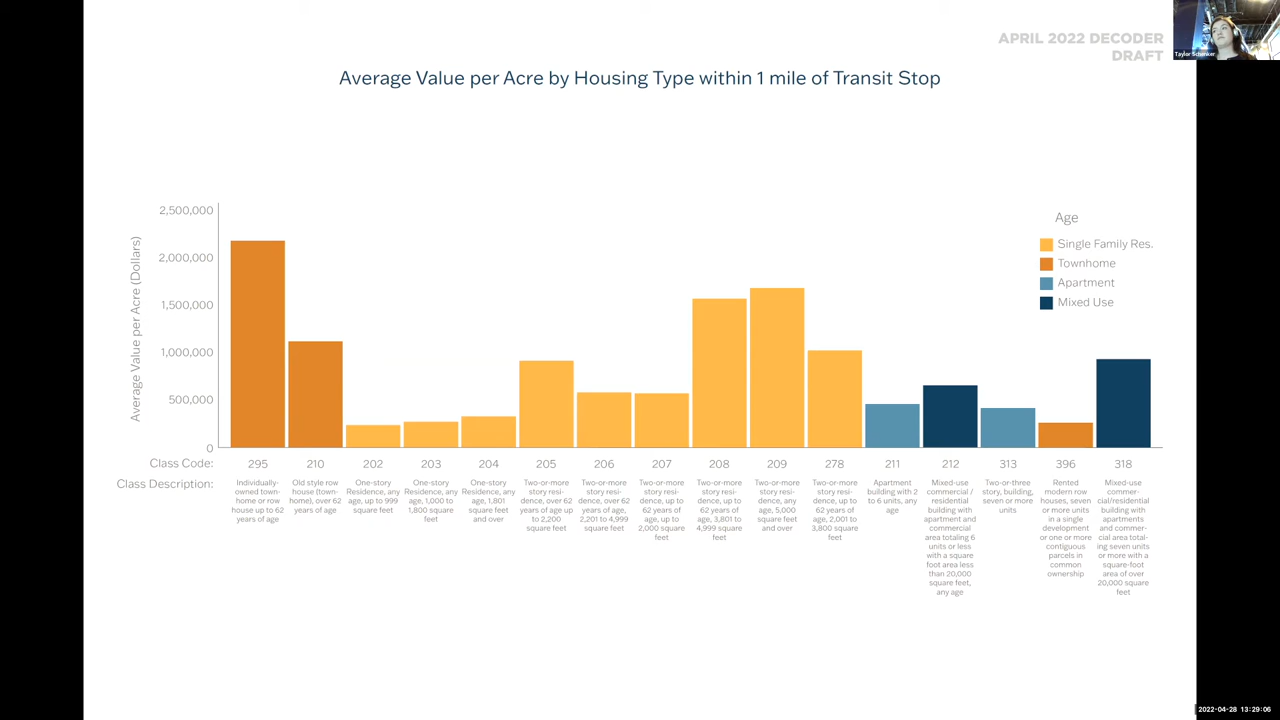 APRIL 2022 DECODER
DRAFT
Taylor Schenker
Average Value per Acre by Housing Type within 1 mile of Transit Stop
Average Value per Acre (Dollars)
2,500,000
2,000,000
1,500,000
1,000,000
500,000
0
Age
Single Family Res.
Townhome
Apartment
Mixed Use
Class Code:
295
210
202
203
204
205
206
207
208
209
278
211
212
313
396
318
Class Description:
Individually-
owned town-
home or row
house up to 62
years of age
Old style row
house (town-
home), over 62
years of age
One-story
Residence, any
age, up to 999
square feet
One-story
Residence, any
age, 1,000 to
1,800 square
feet
One-story
Residence, any
age, 1,801
square feet
and over
Two-or-more
story resi-
dence, over 62
years of age up
to 2,200
square feet
Two-or-more
story resi-
dence, up to
62 years of age,
2,201 to 4,999
square feet
Two-or-more
story resi-
dence, up to
62 years of
age, up to
2,000 square
feet
Two-or-more
story resi-
dence, up to
62 years of
age, 3,801 to
4,999 square
feet
Two-or-more
story resi-
dence, any
age, 5,000
square feet
and over
Two-or-more
story resi-
dence, up to
62 years of
age, 2,001 to
3,800 square
feet
Apartment
building with 2
to 6 units, any
age
Mixed-use
commercial /
residential
building with
apartment and
commercial
area totaling 6
units or less
with a square
foot area less
than 20,000
square feet,
any age
Two-or-three
story, building,
seven or more
units
Rented
modern row
houses, seven
or more units
in a single
development
or one or more
contiguous
parcels in
common
ownership
Mixed-use
commer-
cial/residential
building with
apartments
and commer-
cial area total-
ing seven units
or more with a
square-foot
area of over
20,000 square
feet
2022-04-28 13:29:06